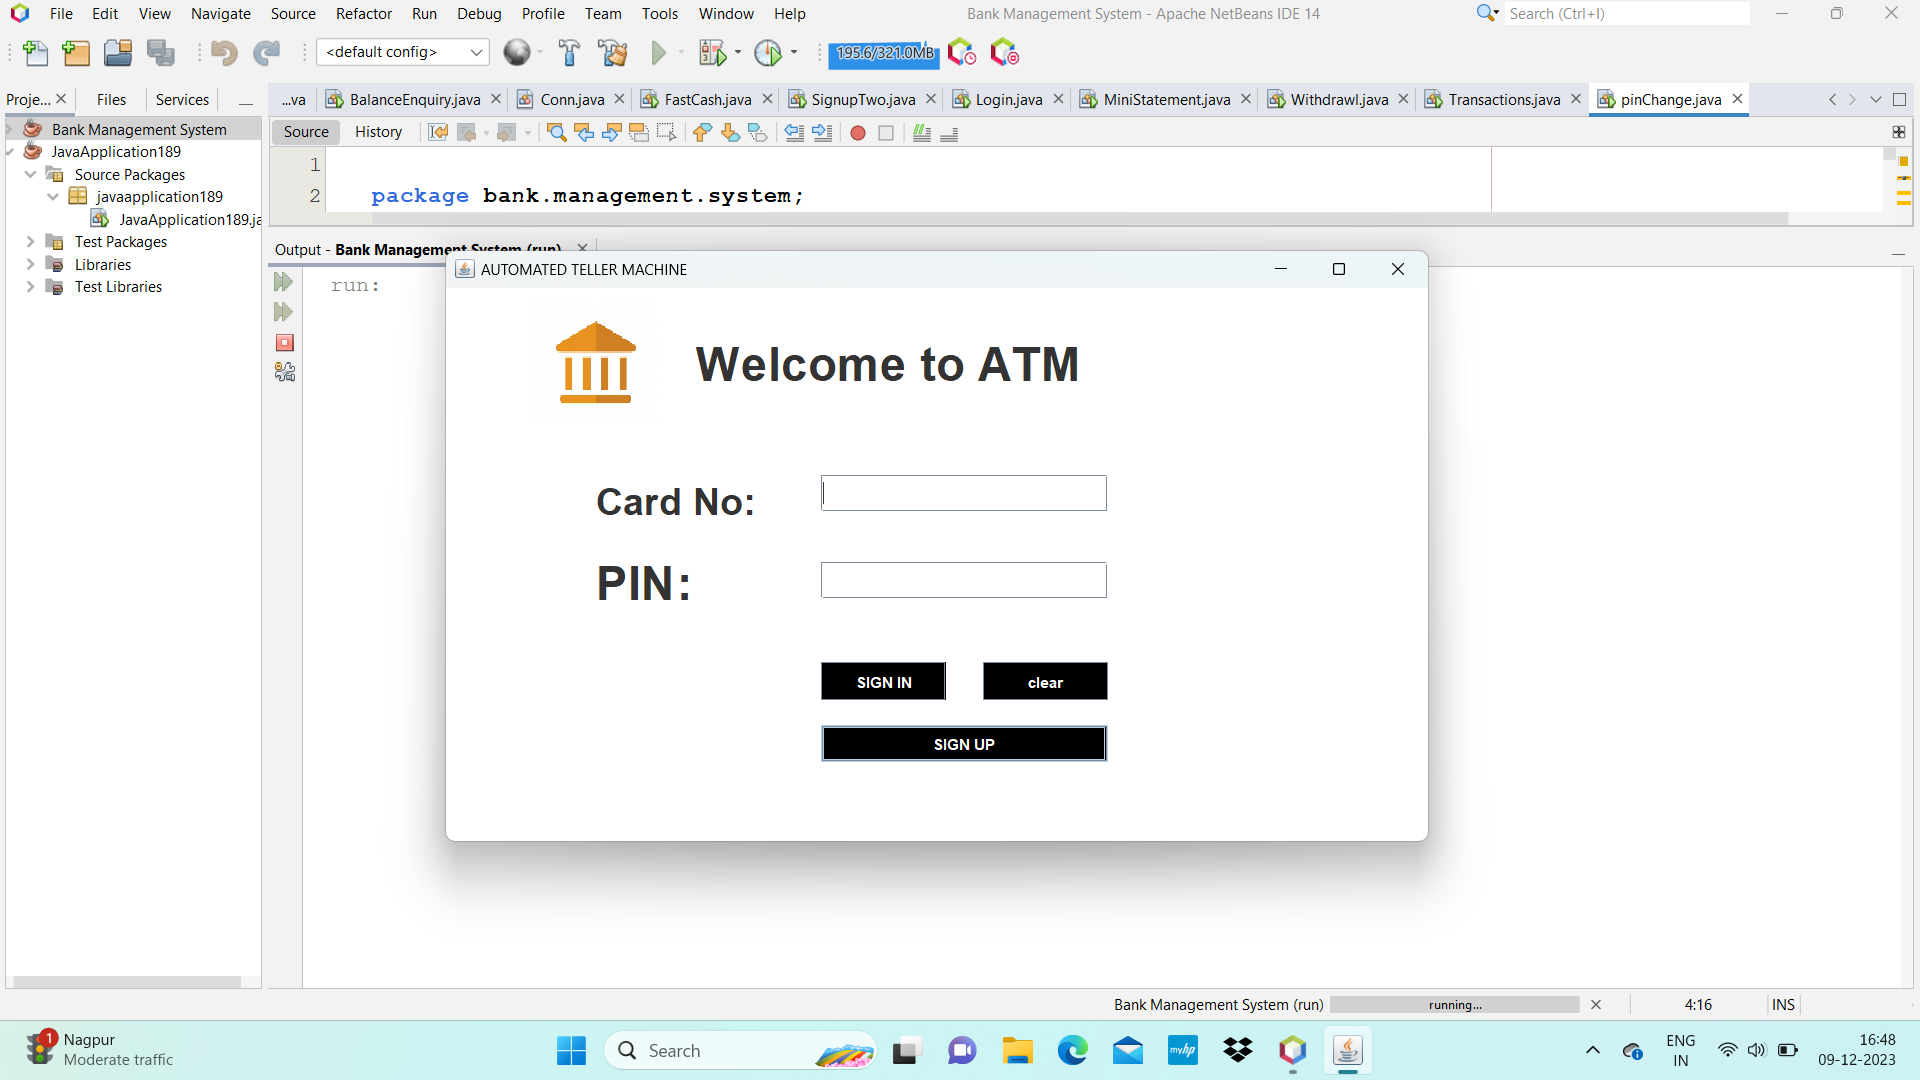 File Edit View Navigate Source Refactor Run Debug Profile Team Tools Window Help
Bank Management System - Apache NetBeans IDE 14
Search (Ctrl+I)
<default config>
195.6/321.0MB
Proje... Files Services
...va BalanceEnquiry.java Conn.java FastCash.java SignupTwo.java Login.java MiniStatement.java Withdrawl.java Transactions.java pinChange.java
Bank Management System
JavaApplication189
Source Packages
javaapplication189
JavaApplication189.ja
Test Packages
Libraries
Test Libraries
Source History
1
2 package bank.management.system;
Output - Bank Management System (run)
run:
AUTOMATED TELLER MACHINE
Welcome to ATM
Card No:
PIN:
SIGN IN clear
SIGN UP
Bank Management System (run) running... 4:16 INS
1 Nagpur
Moderate traffic
Search
myhp
ENG
IN
16:48
09-12-2023